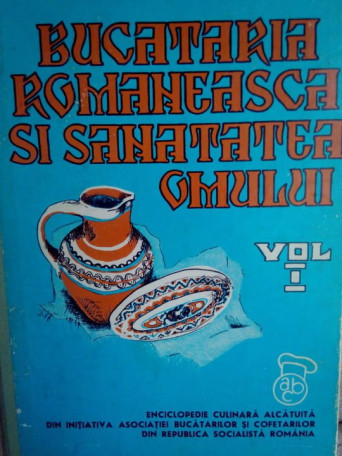 BUCATARIA
ROMANEASCA
SI SANATATEA
OMULUI
VOL
I
abc
ENCICLOPEDIE CULINARĂ ALCĂTUITĂ
DIN INIȚIATIVA ASOCIAȚIEI BUCĂTARILOR ȘI COFETARILOR
DIN REPUBLICA SOCIALISTĂ ROMÂNIA